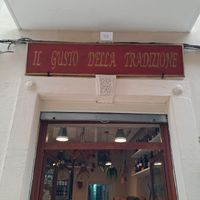 IL GUSTO DELLA TRADIZIONE